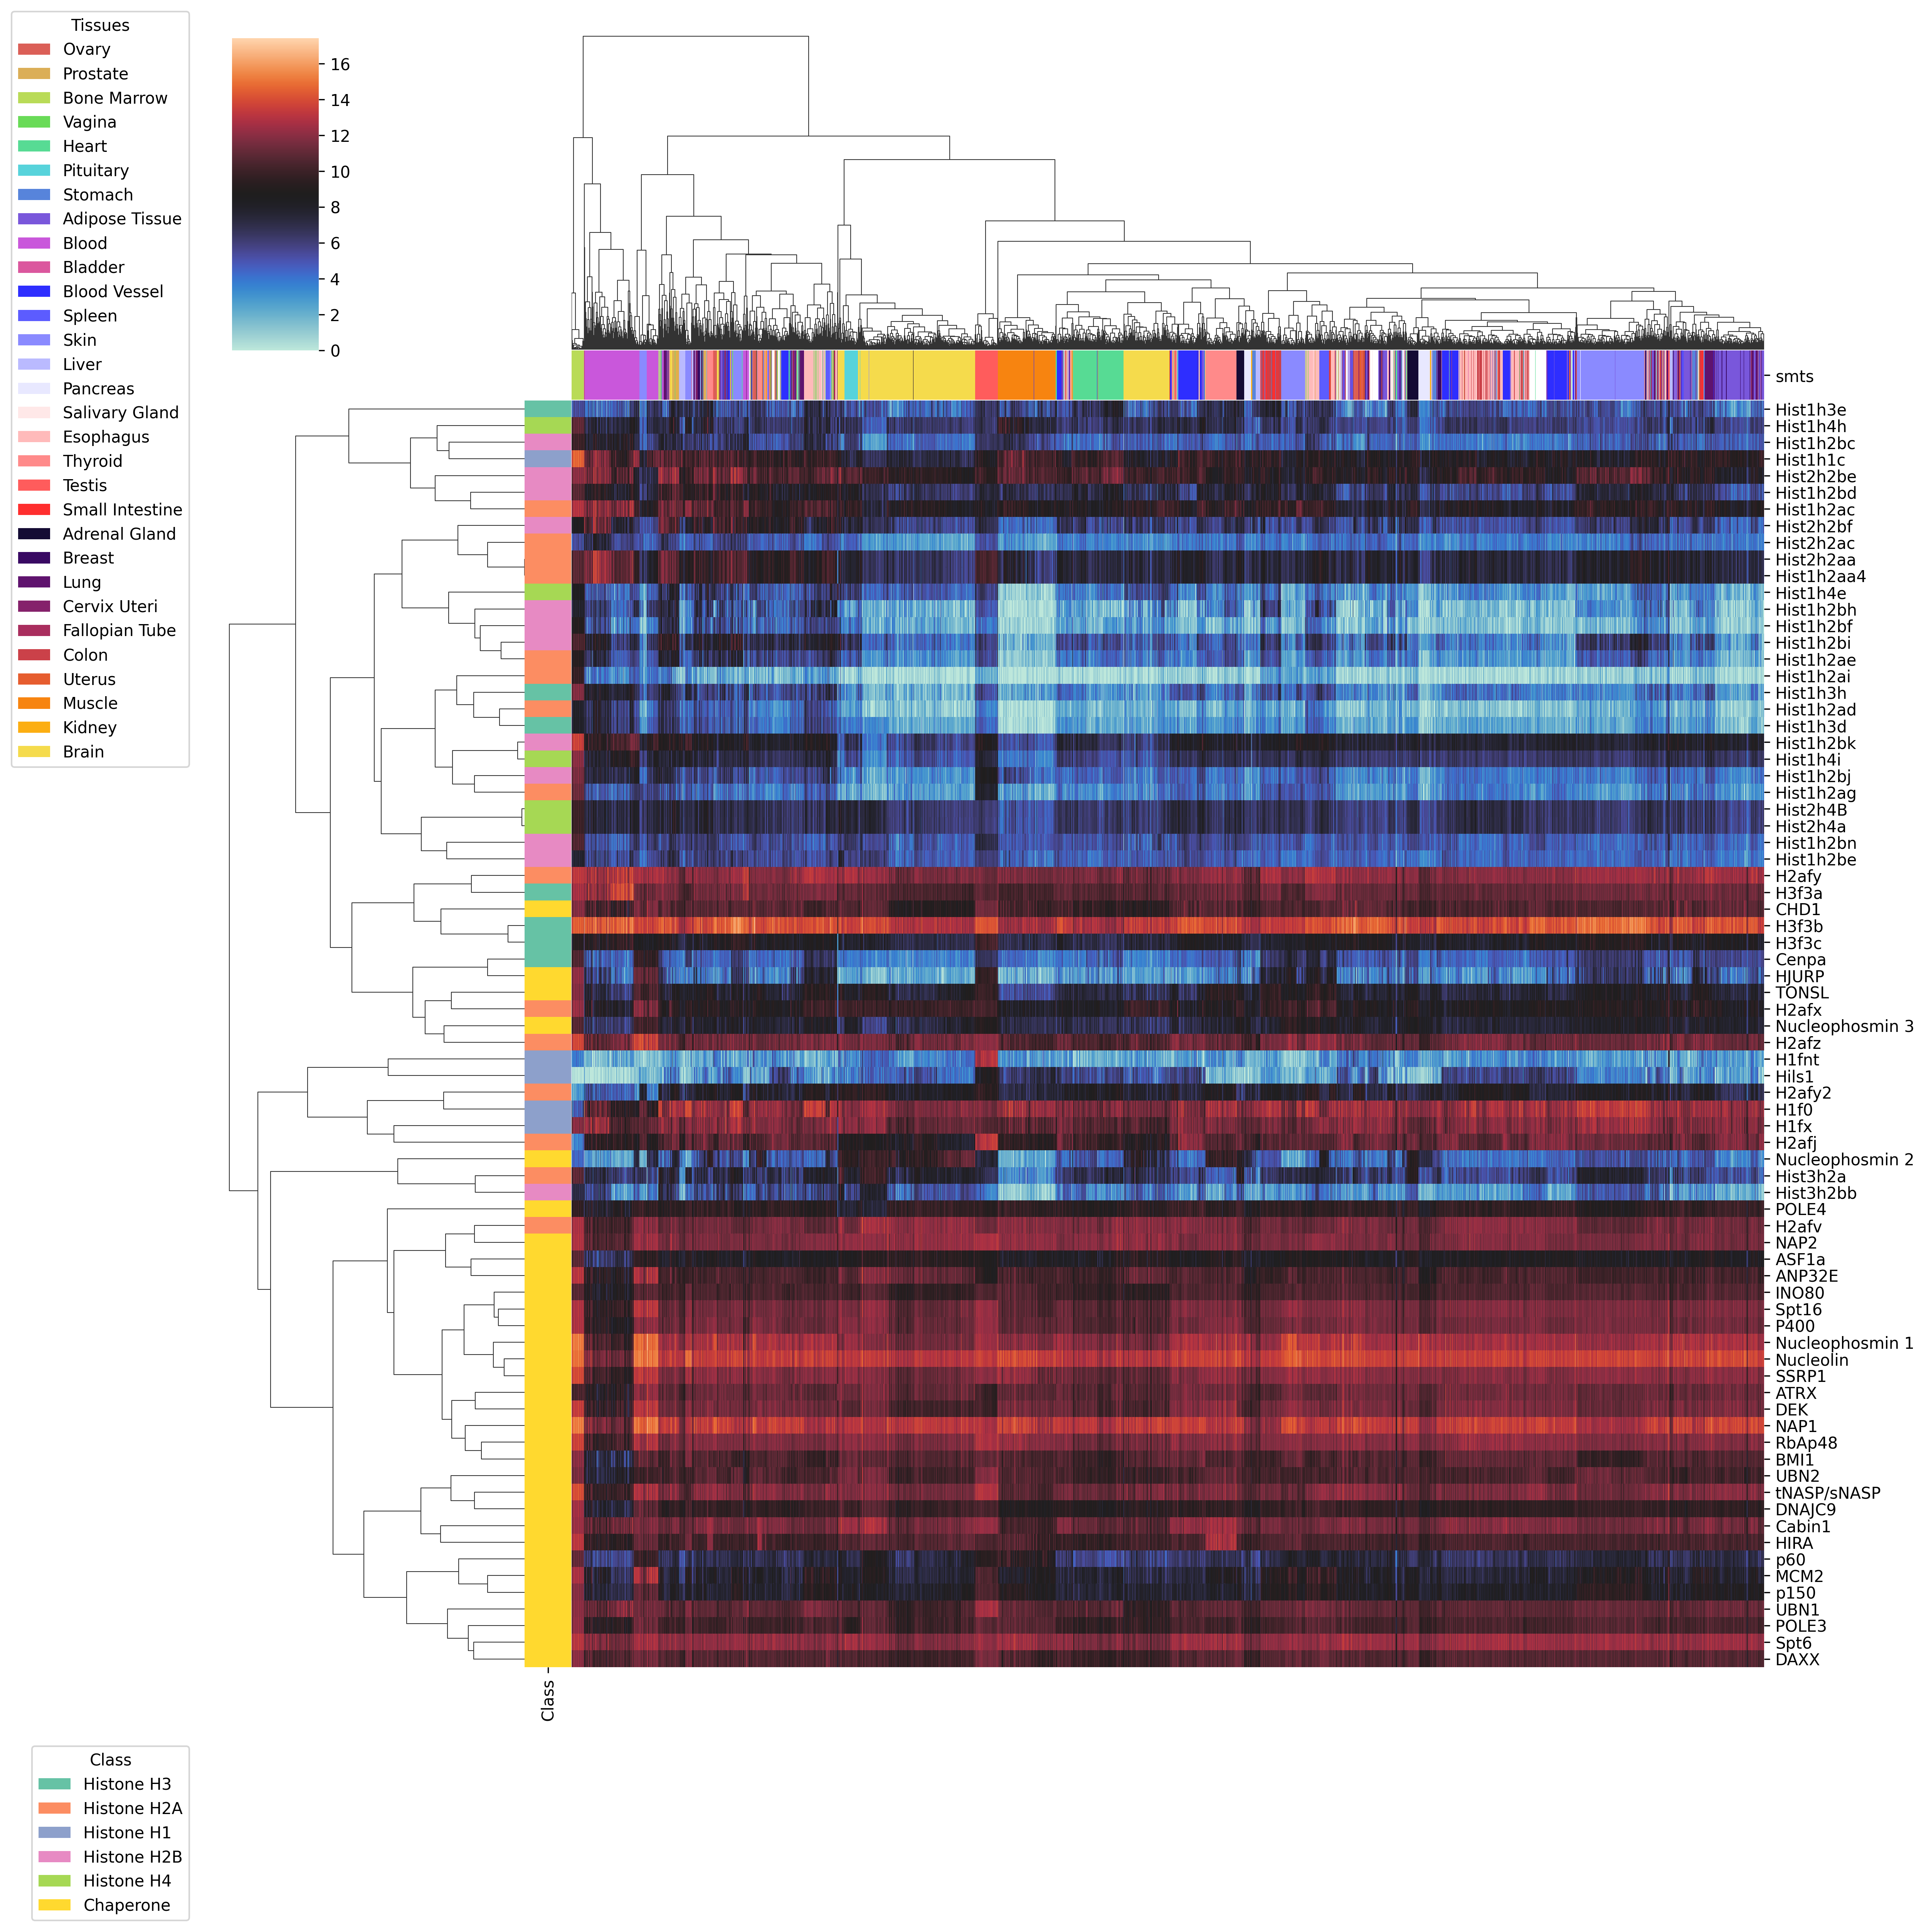 Tissues
Ovary
Prostate
Bone Marrow
Vagina
Heart
Pituitary
Stomach
Adipose Tissue
Blood
Bladder
Blood Vessel
Spleen
Skin
Liver
Pancreas
Salivary Gland
Esophagus
Thyroid
Testis
Small Intestine
Adrenal Gland
Breast
Lung
Cervix Uteri
Fallopian Tube
Colon
Uterus
Muscle
Kidney
Brain
16
14
12
10
8
6
4
2
0
smts
Hist1h3e
Hist1h4h
Hist1h2bc
Hist1h1c
Hist2h2be
Hist1h2bd
Hist1h2ac
Hist2h2bf
Hist2h2ac
Hist2h2aa
Hist1h2aa4
Hist1h4e
Hist1h2bh
Hist1h2bf
Hist1h2bi
Hist1h2ae
Hist1h2ai
Hist1h3h
Hist1h2ad
Hist1h3d
Hist1h2bk
Hist1h4i
Hist1h2bj
Hist1h2ag
Hist2h4B
Hist2h4a
Hist1h2bn
Hist1h2be
H2afy
H3f3a
CHD1
H3f3b
H3f3c
Cenpa
HJURP
TONSL
H2afx
Nucleophosmin 3
H2afz
H1fnt
Hils1
H2afy2
H1f0
H1fx
H2afj
Nucleophosmin 2
Hist3h2a
Hist3h2bb
POLE4
H2afv
NAP2
ASF1a
ANP32E
INO80
Spt16
P400
Nucleophosmin 1
Nucleolin
SSRP1
ATRX
DEK
NAP1
RbAp48
BMI1
UBN2
tNASP/sNASP
DNAJC9
Cabin1
HIRA
p60
MCM2
p150
UBN1
POLE3
Spt6
DAXX
Class
Class
Histone H3
Histone H2A
Histone H1
Histone H2B
Histone H4
Chaperone